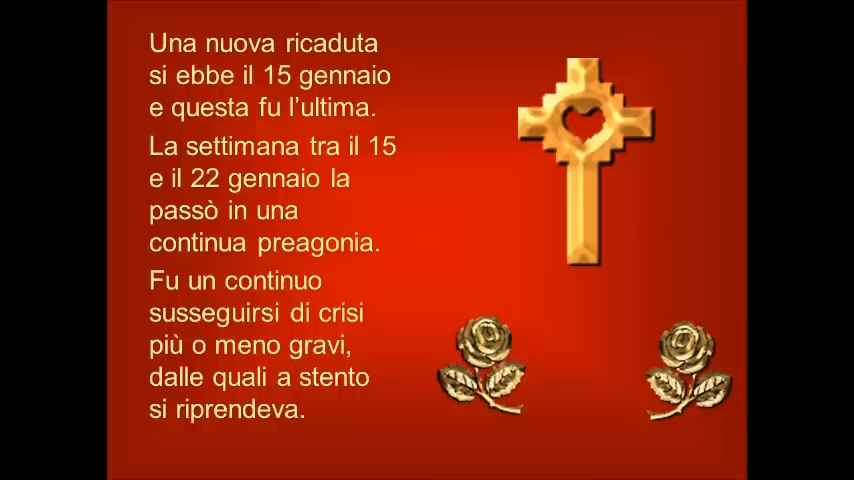 Una nuova ricaduta
si ebbe il 15 gennaio
e questa fu l’ultima.
La settimana tra il 15
e il 22 gennaio la
passò in una
continua preagonia.
Fu un continuo
susseguirsi di crisi
più o meno gravi,
dalle quali a stento
si riprendeva.